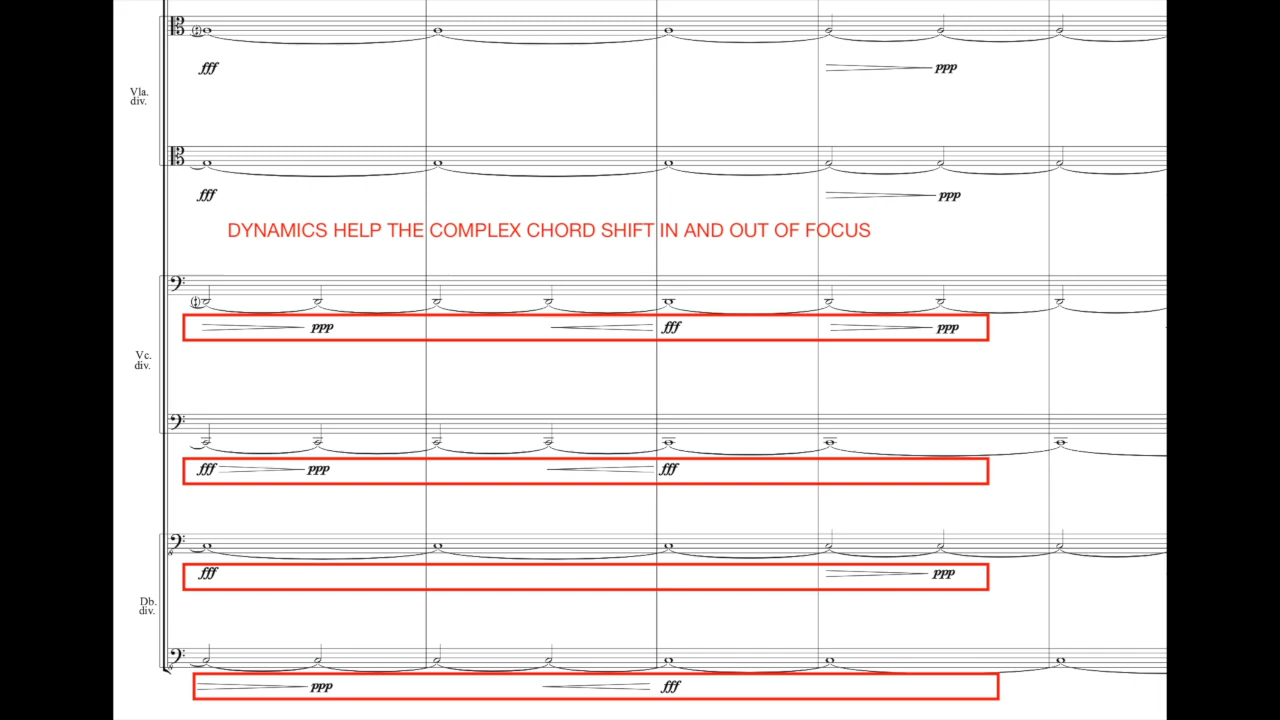 fff
ppp
Vla.
div.
fff
ppp
DYNAMICS HELP THE COMPLEX CHORD SHIFT IN AND OUT OF FOCUS
ppp fff ppp
Vc.
div.
fff ppp fff
fff ppp
Db.
div.
ppp fff